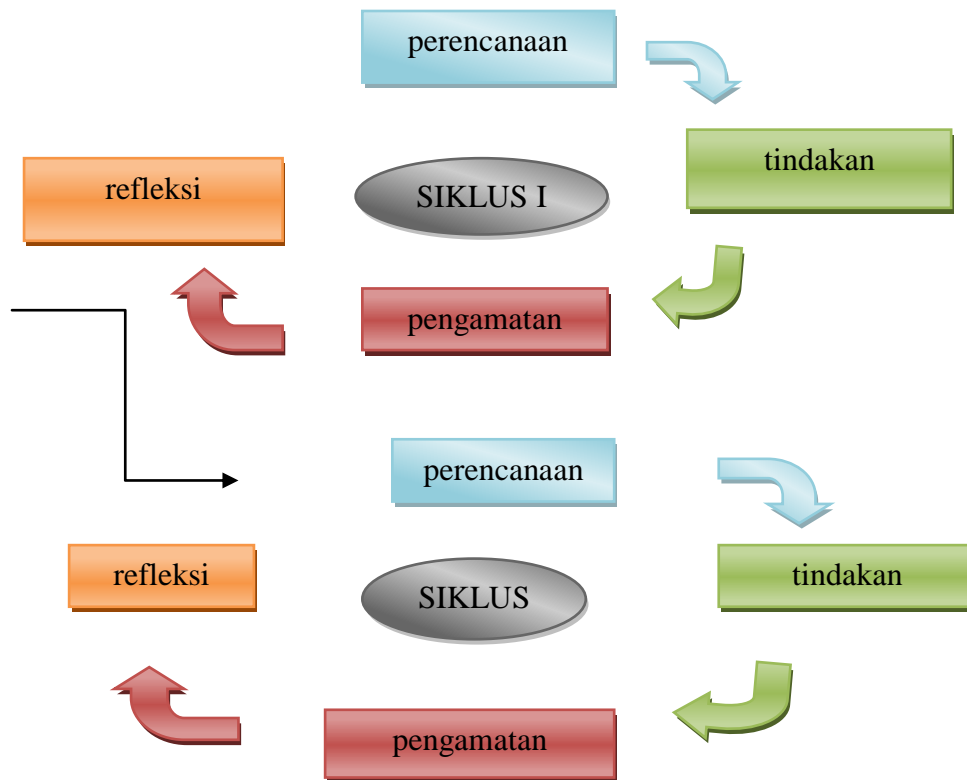 perencanaan
tindakan
refleksi
SIKLUS I
pengamatan
perencanaan
refleksi
SIKLUS
tindakan
pengamatan